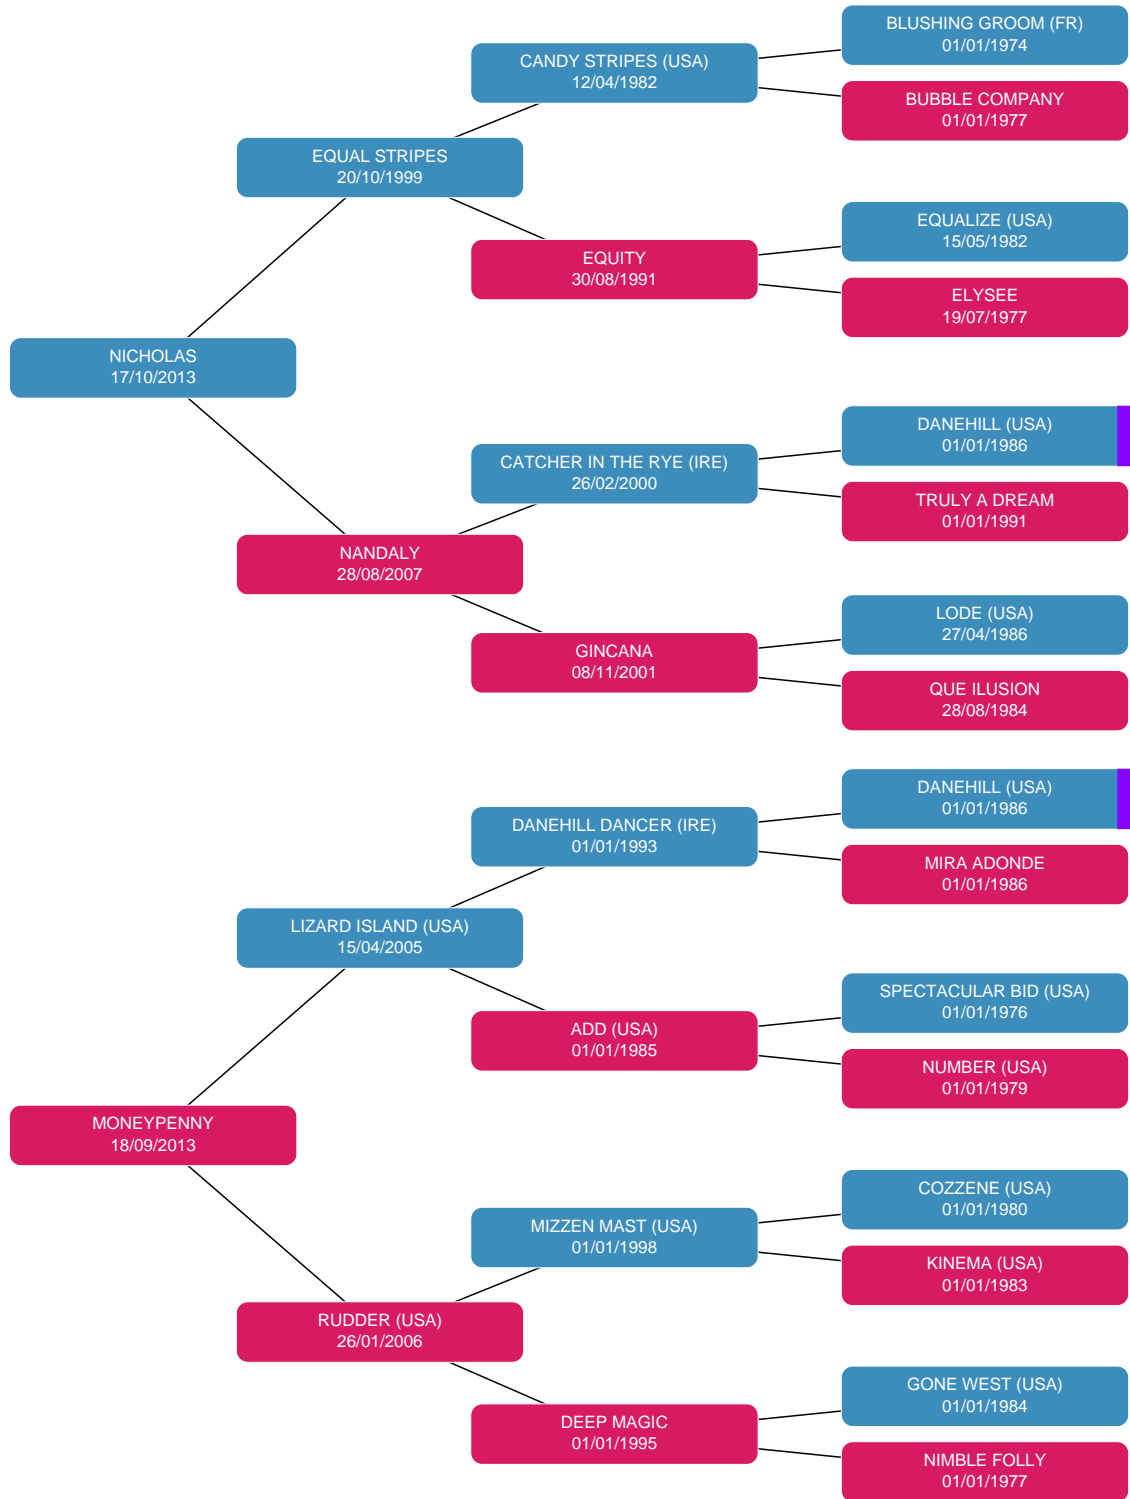 BLUSHING GROOM (FR)
01/01/1974
CANDY STRIPES (USA)
12/04/1982
BUBBLE COMPANY
01/01/1977
EQUAL STRIPES
20/10/1999
EQUALIZE (USA)
15/05/1982
EQUITY
30/08/1991
ELYSEE
19/07/1977
NICHOLAS
17/10/2013
DANEHILL (USA)
01/01/1986
CATCHER IN THE RYE (IRE)
26/02/2000
TRULY A DREAM
01/01/1991
NANDALY
28/08/2007
LODE (USA)
27/04/1986
GINCANA
08/11/2001
QUE ILUSION
28/08/1984
DANEHILL (USA)
01/01/1986
DANEHILL DANCER (IRE)
01/01/1993
MIRA ADONDE
01/01/1986
LIZARD ISLAND (USA)
15/04/2005
SPECTACULAR BID (USA)
01/01/1976
ADD (USA)
01/01/1985
NUMBER (USA)
01/01/1979
MONEYPENNY
18/09/2013
COZZENE (USA)
01/01/1980
MIZZEN MAST (USA)
01/01/1998
KINEMA (USA)
01/01/1983
RUDDER (USA)
26/01/2006
GONE WEST (USA)
01/01/1984
DEEP MAGIC
01/01/1995
NIMBLE FOLLY
01/01/1977